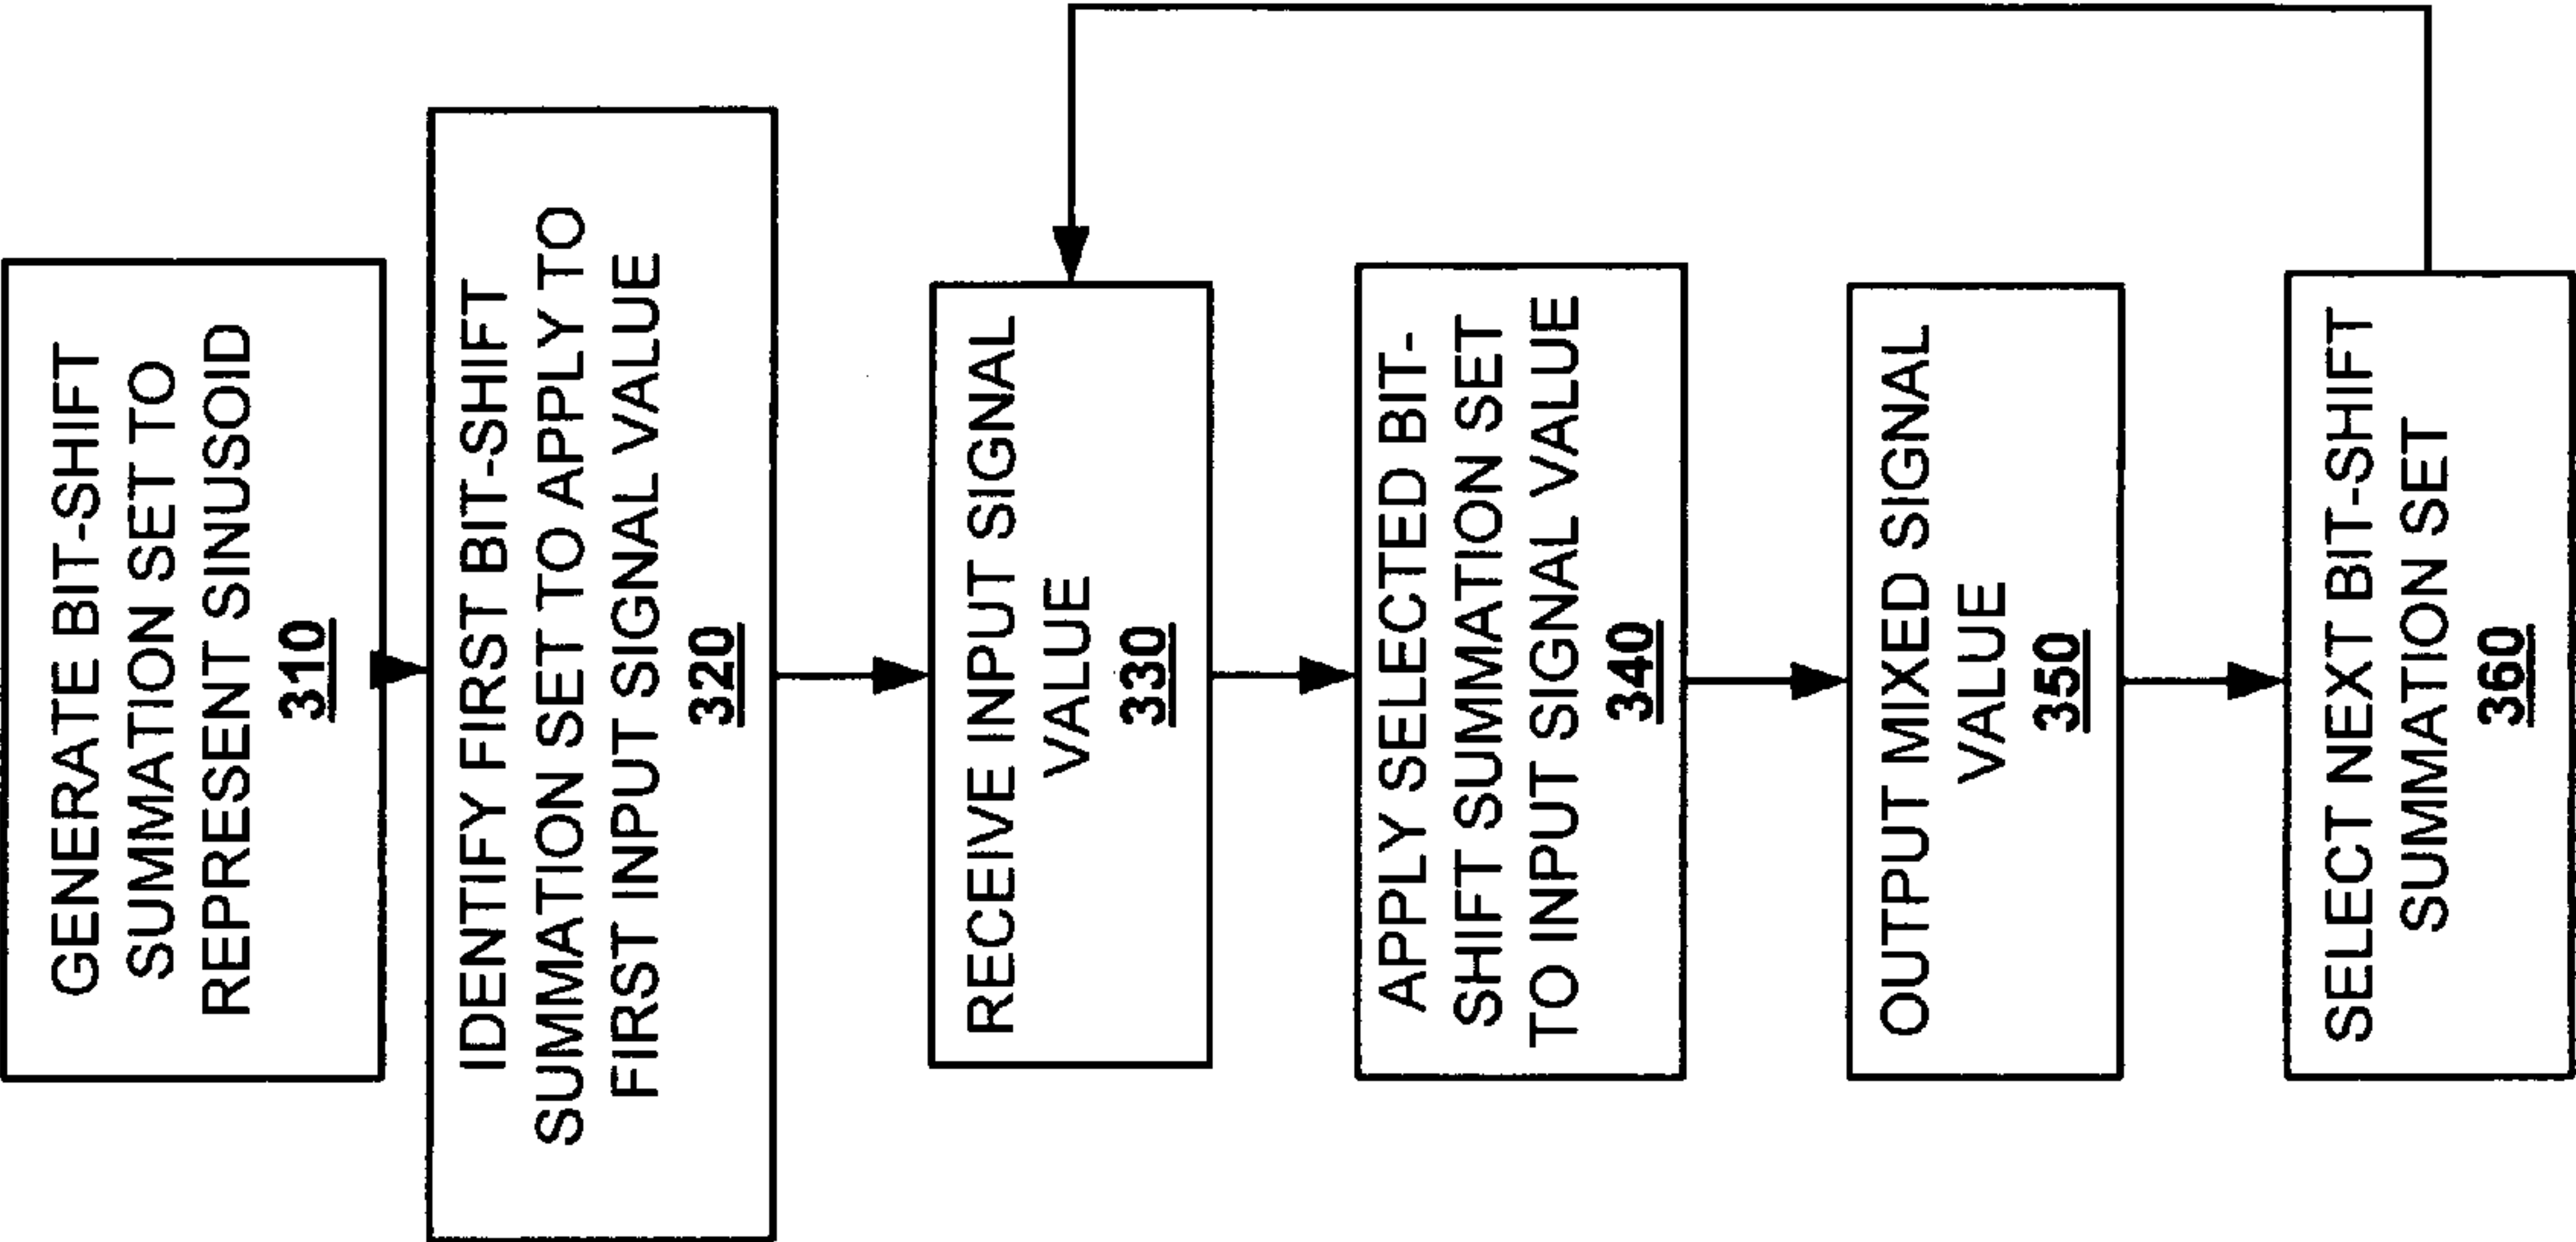 GENERATE BIT-SHIFT
SUMMATION SET TO
REPRESENT SINUSOID
310
IDENTIFY FIRST BIT-SHIFT
SUMMATION SET TO APPLY TO
FIRST INPUT SIGNAL VALUE
320
RECEIVE INPUT SIGNAL
VALUE
330
APPLY SELECTED BIT-
SHIFT SUMMATION SET
TO INPUT SIGNAL VALUE
340
OUTPUT MIXED SIGNAL
VALUE
350
SELECT NEXT BIT-SHIFT
SUMMATION SET
360